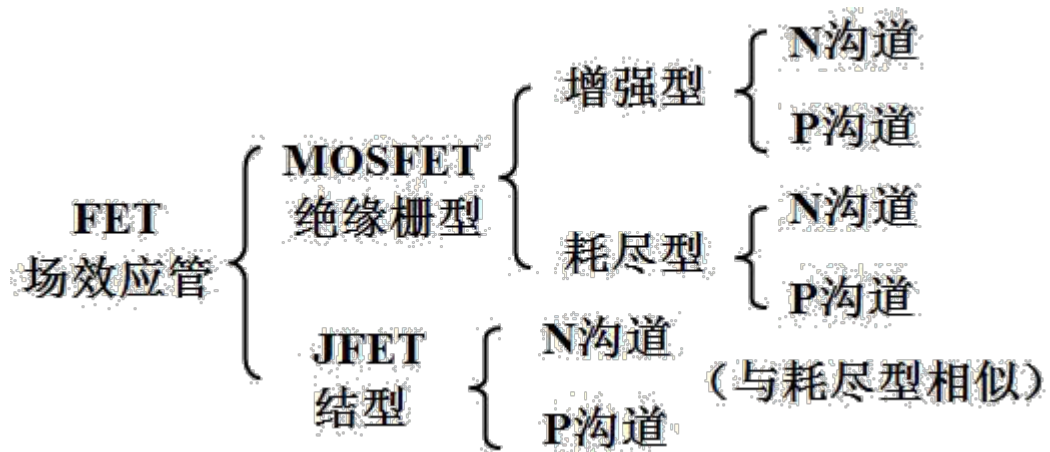 FET
场效应管
MOSFET
绝缘栅型
增强型
N沟道
P沟道
耗尽型
N沟道
P沟道
JFET
结型
N沟道
P沟道
（与耗尽型相似）